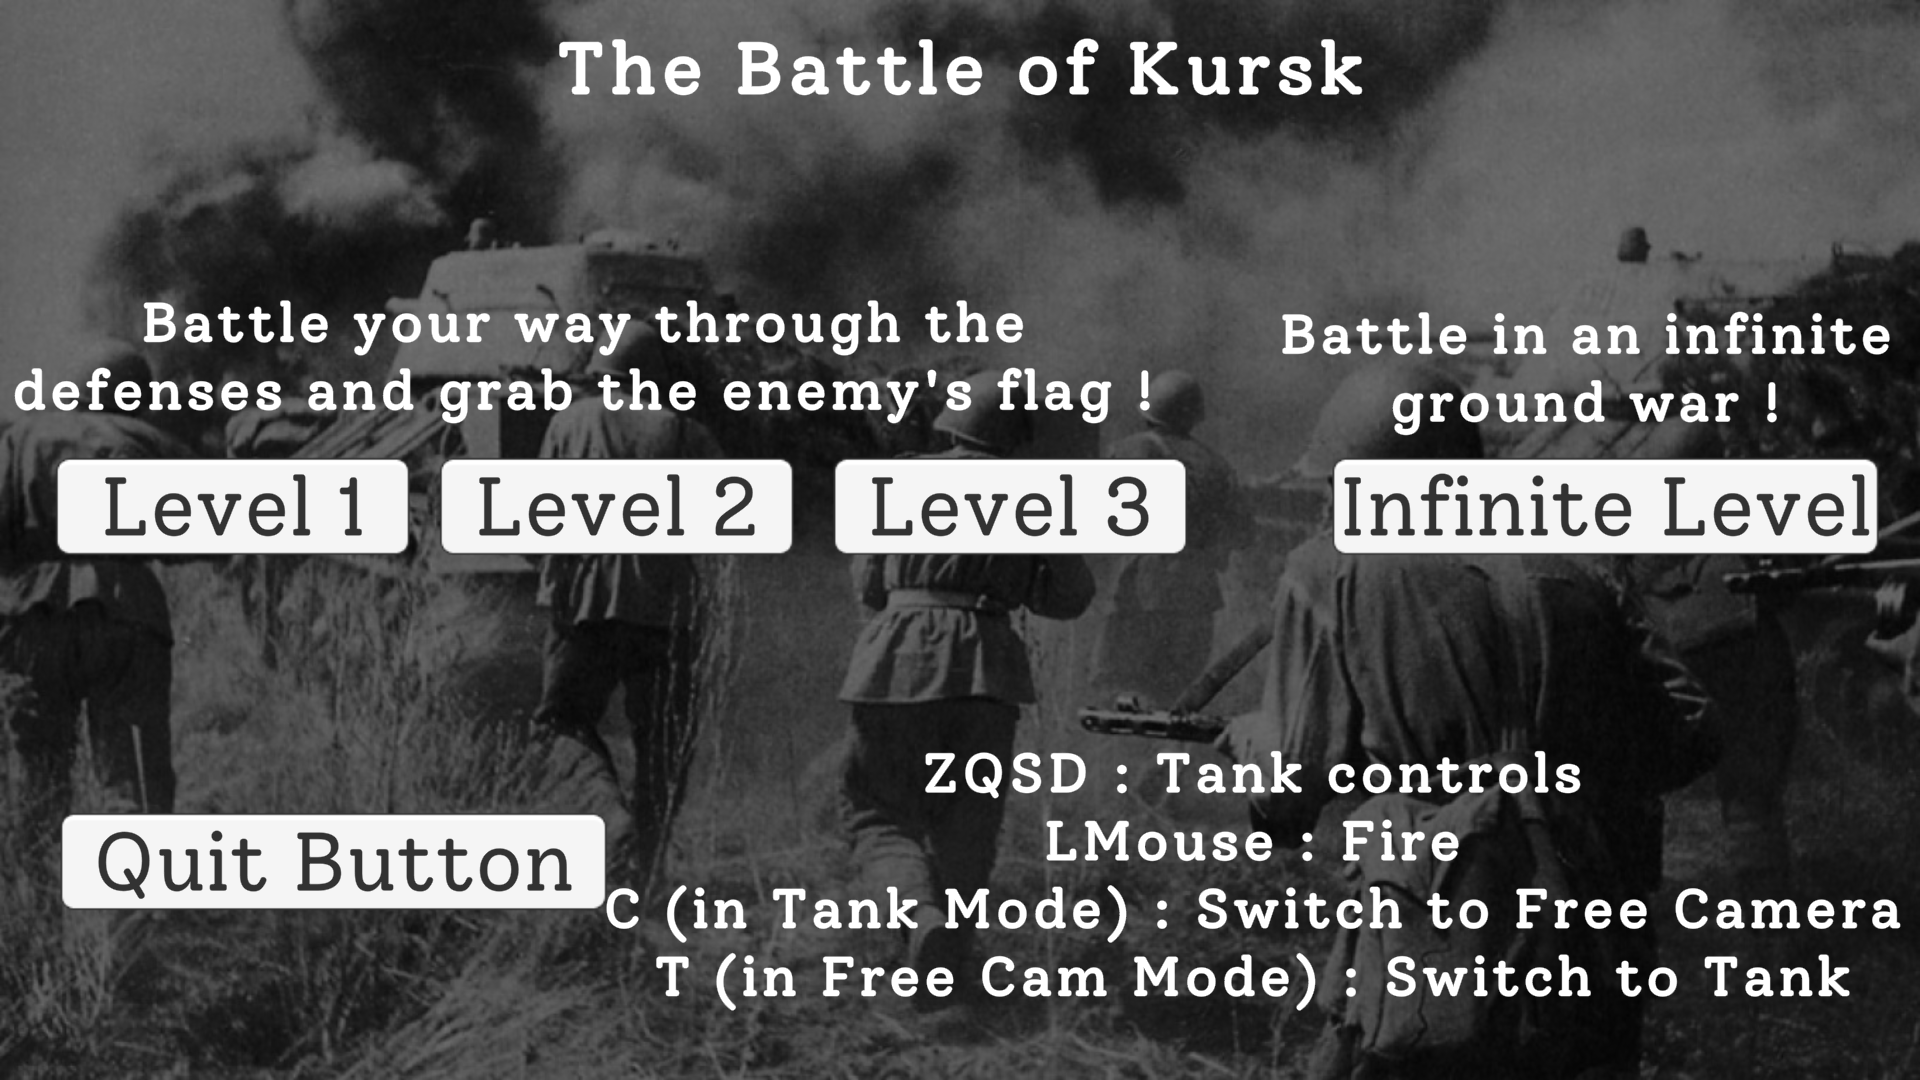 The Battle of Kursk
Battle your way through the
defenses and grab the enemy's flag !
Battle in an infinite
ground war !
Level 1
Level 2
Level 3
Infinite Level
Quit Button
ZQSD : Tank controls
LMouse : Fire
C (in Tank Mode) : Switch to Free Camera
T (in Free Cam Mode) : Switch to Tank